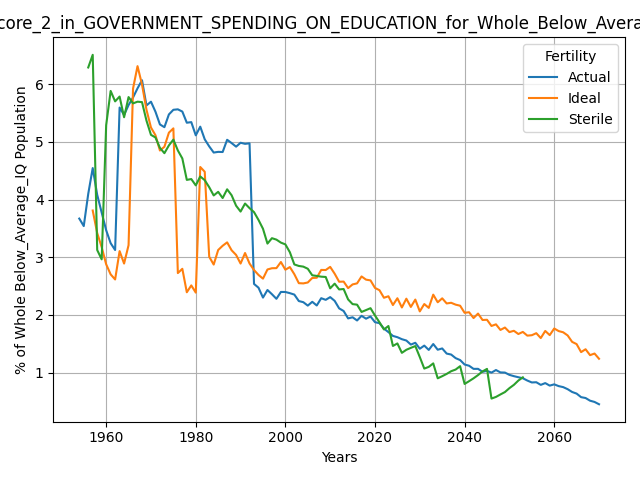 core_2_in_GOVERNMENT_SPENDING_ON_EDUCATION_for_Whole_Below_Avera
% of Whole Below_Average_IQ Population
6
5
4
3
2
1
Fertility
Actual
Ideal
Sterile
1960
1980
2000
2020
2040
2060
Years